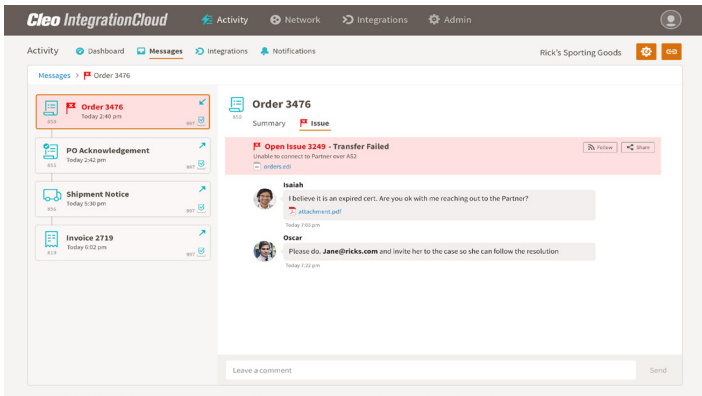 Cleo IntegrationCloud
Activity
Network
Integrations
Admin
Activity
Dashboard
Messages
Integrations
Notifications
Rick's Sporting Goods
Messages > Order 3476
850
Order 3476
Today 2:40 pm
997
855
PO Acknowledgement
Today 2:42 pm
997
856
Shipment Notice
Today 5:30 pm
997
810
Invoice 2719
Today 6:02 pm
997
850
Order 3476
Summary
Issue
Open Issue 3249 - Transfer Failed
Unable to connect to Partner over AS2
orders.edi
Follow
Share
Isaiah
I believe it is an expired cert. Are you ok with me reaching out to the Partner?
attachment.pdf
Today 7:05 pm
Oscar
Please do. Jane@ricks.com and invite her to the case so she can follow the resolution
Today 7:22 pm
Leave a comment
Send